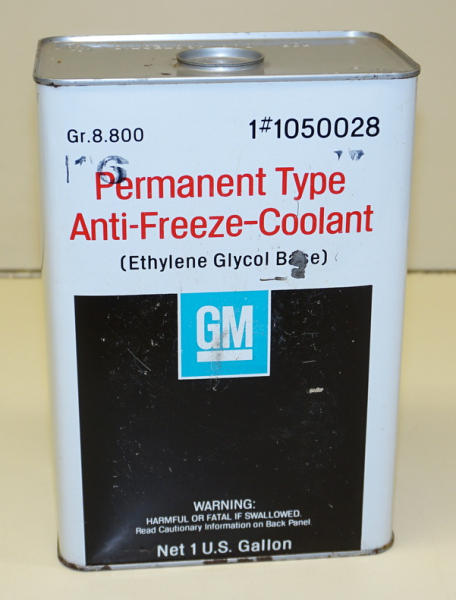 Gr.8.800 1#1050028
Permanent Type
Anti-Freeze-Coolant
(Ethylene Glycol Base)
GM
WARNING:
HARMFUL OR FATAL IF SWALLOWED.
Read Cautionary Information on Back Panel
Net 1 U.S. Gallon